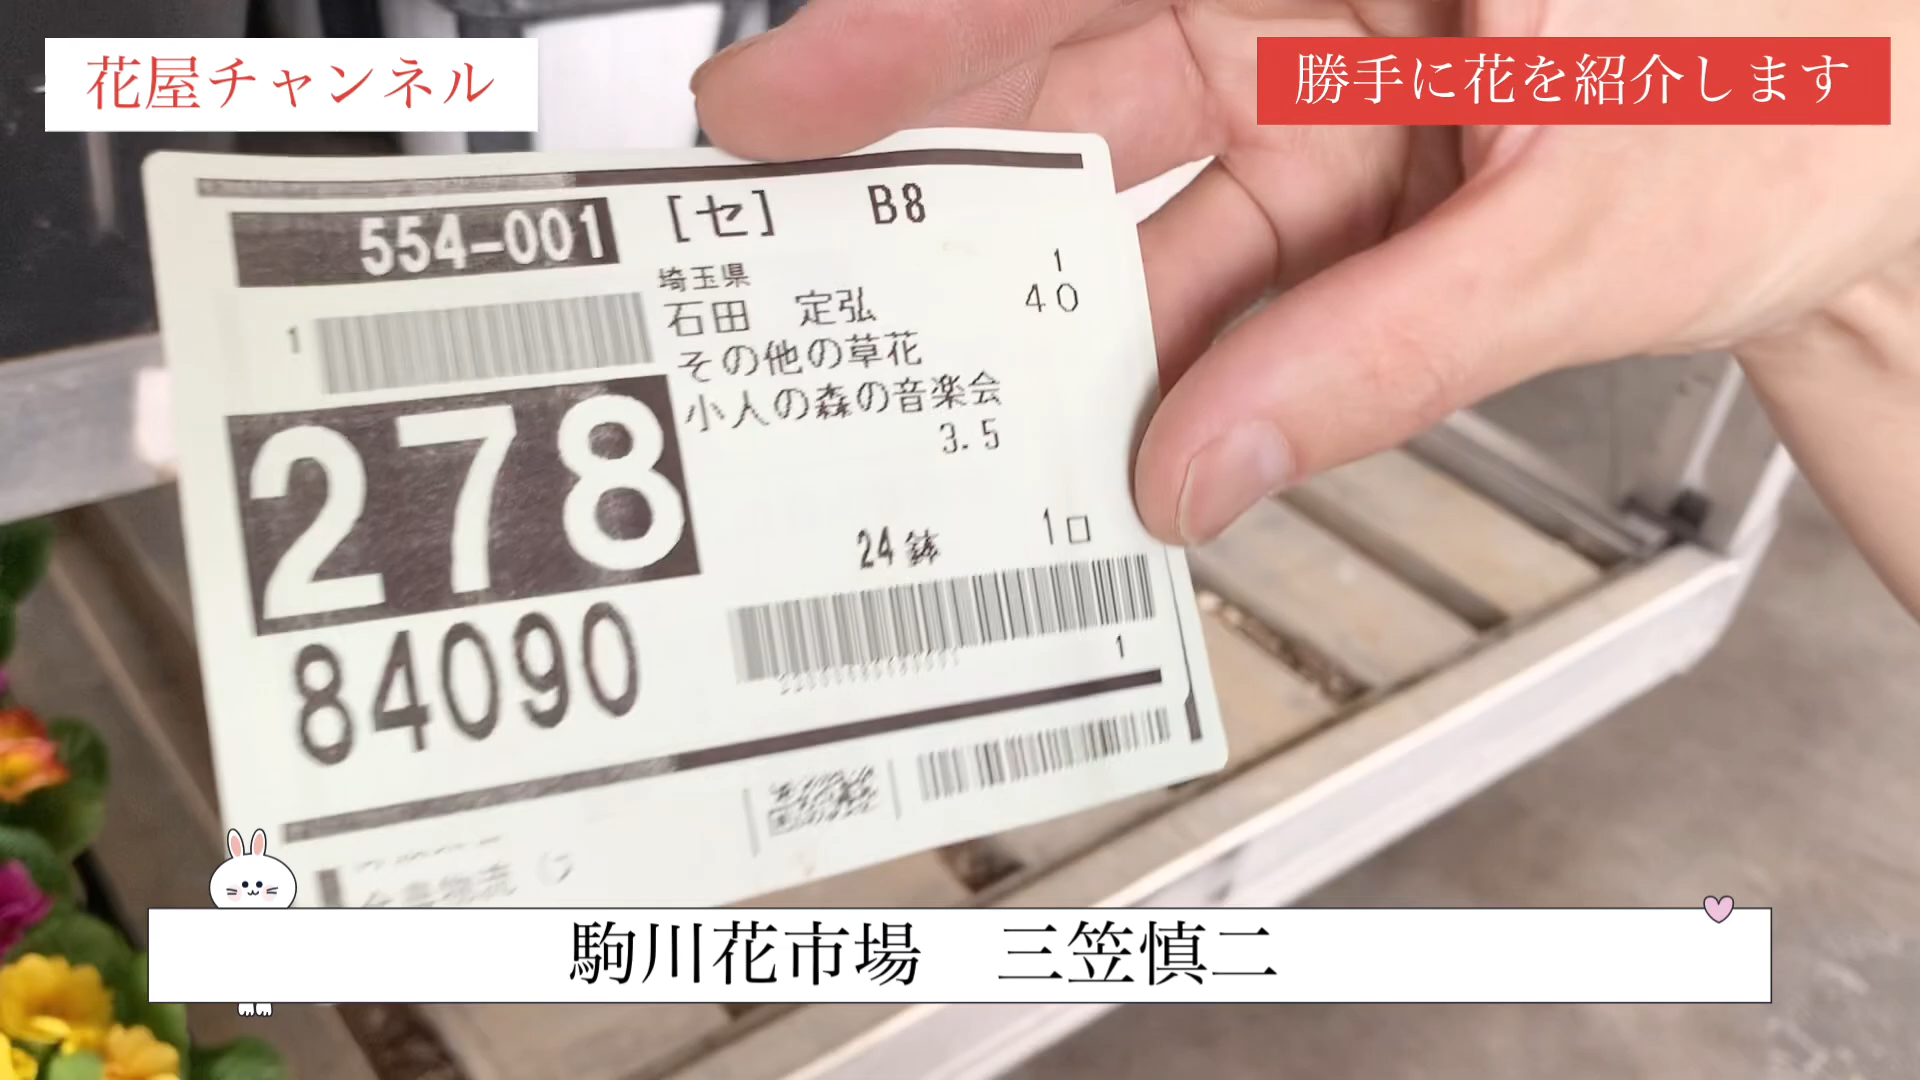 花屋チャンネル
勝手に花を紹介します
554-001
[セ] B8
埼玉県
1
石田 定弘
40
1
その他の草花
小人の森の音楽会
3.5
278
24鉢 1口
84090
1
駒川花市場 三笠慎二